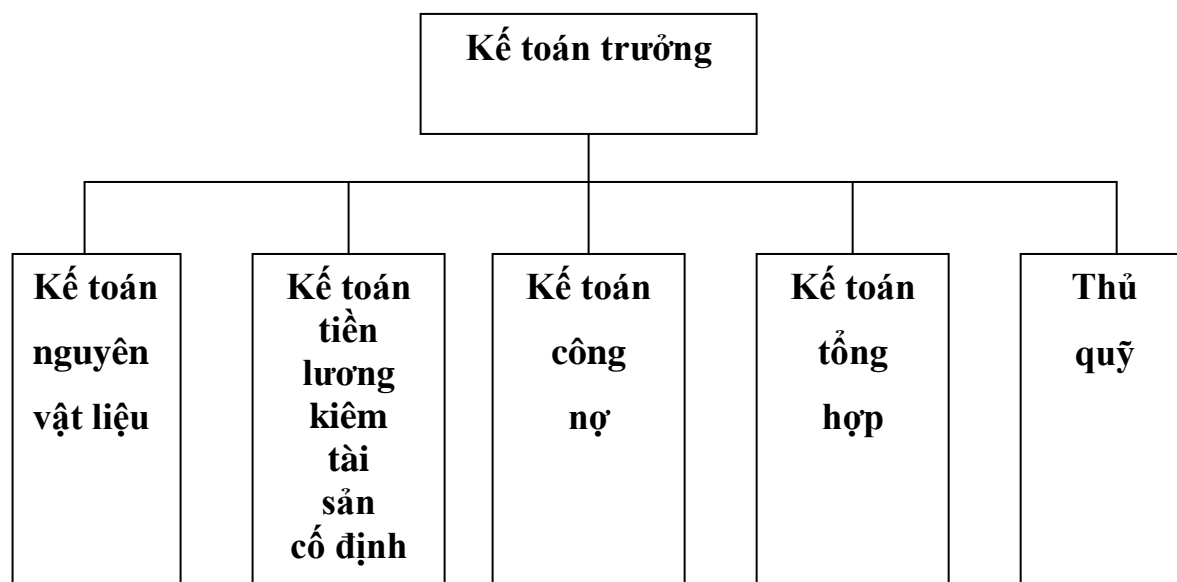 Kế toán trưởng
Kế toán
nguyên
vật liệu
Kế toán
tiền
lương
kiêm
tài
sản
cố định
Kế toán
công
nợ
Kế toán
tổng
hợp
Thủ
quỹ